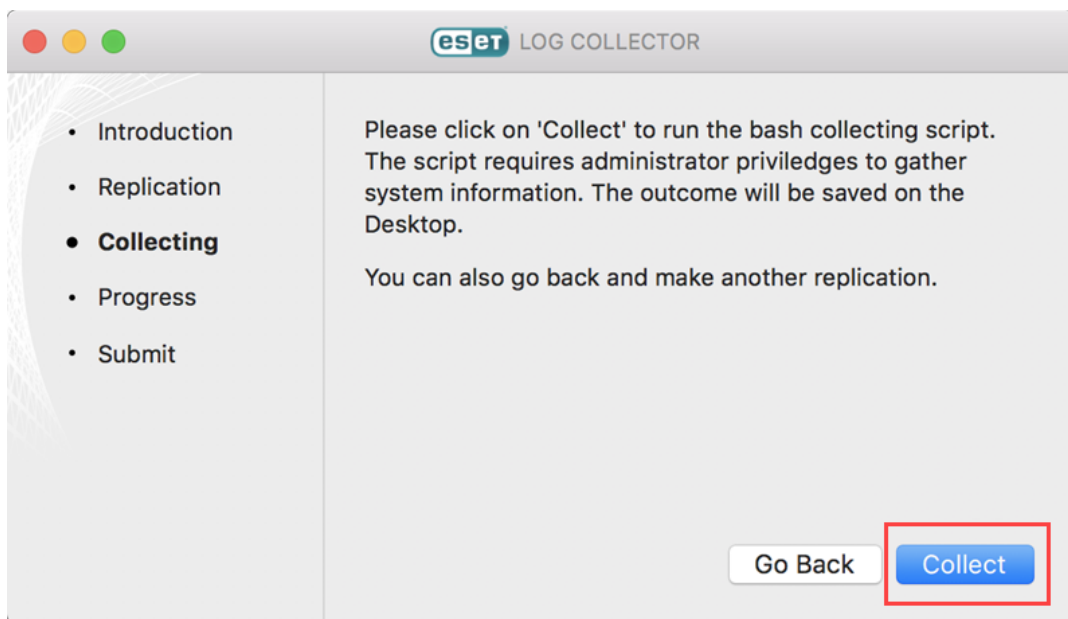 eset LOG COLLECTOR
• Introduction
• Replication
• Collecting
• Progress
• Submit
Please click on 'Collect' to run the bash collecting script.
The script requires administrator priviledges to gather
system information. The outcome will be saved on the
Desktop.
You can also go back and make another replication.
Go Back
Collect